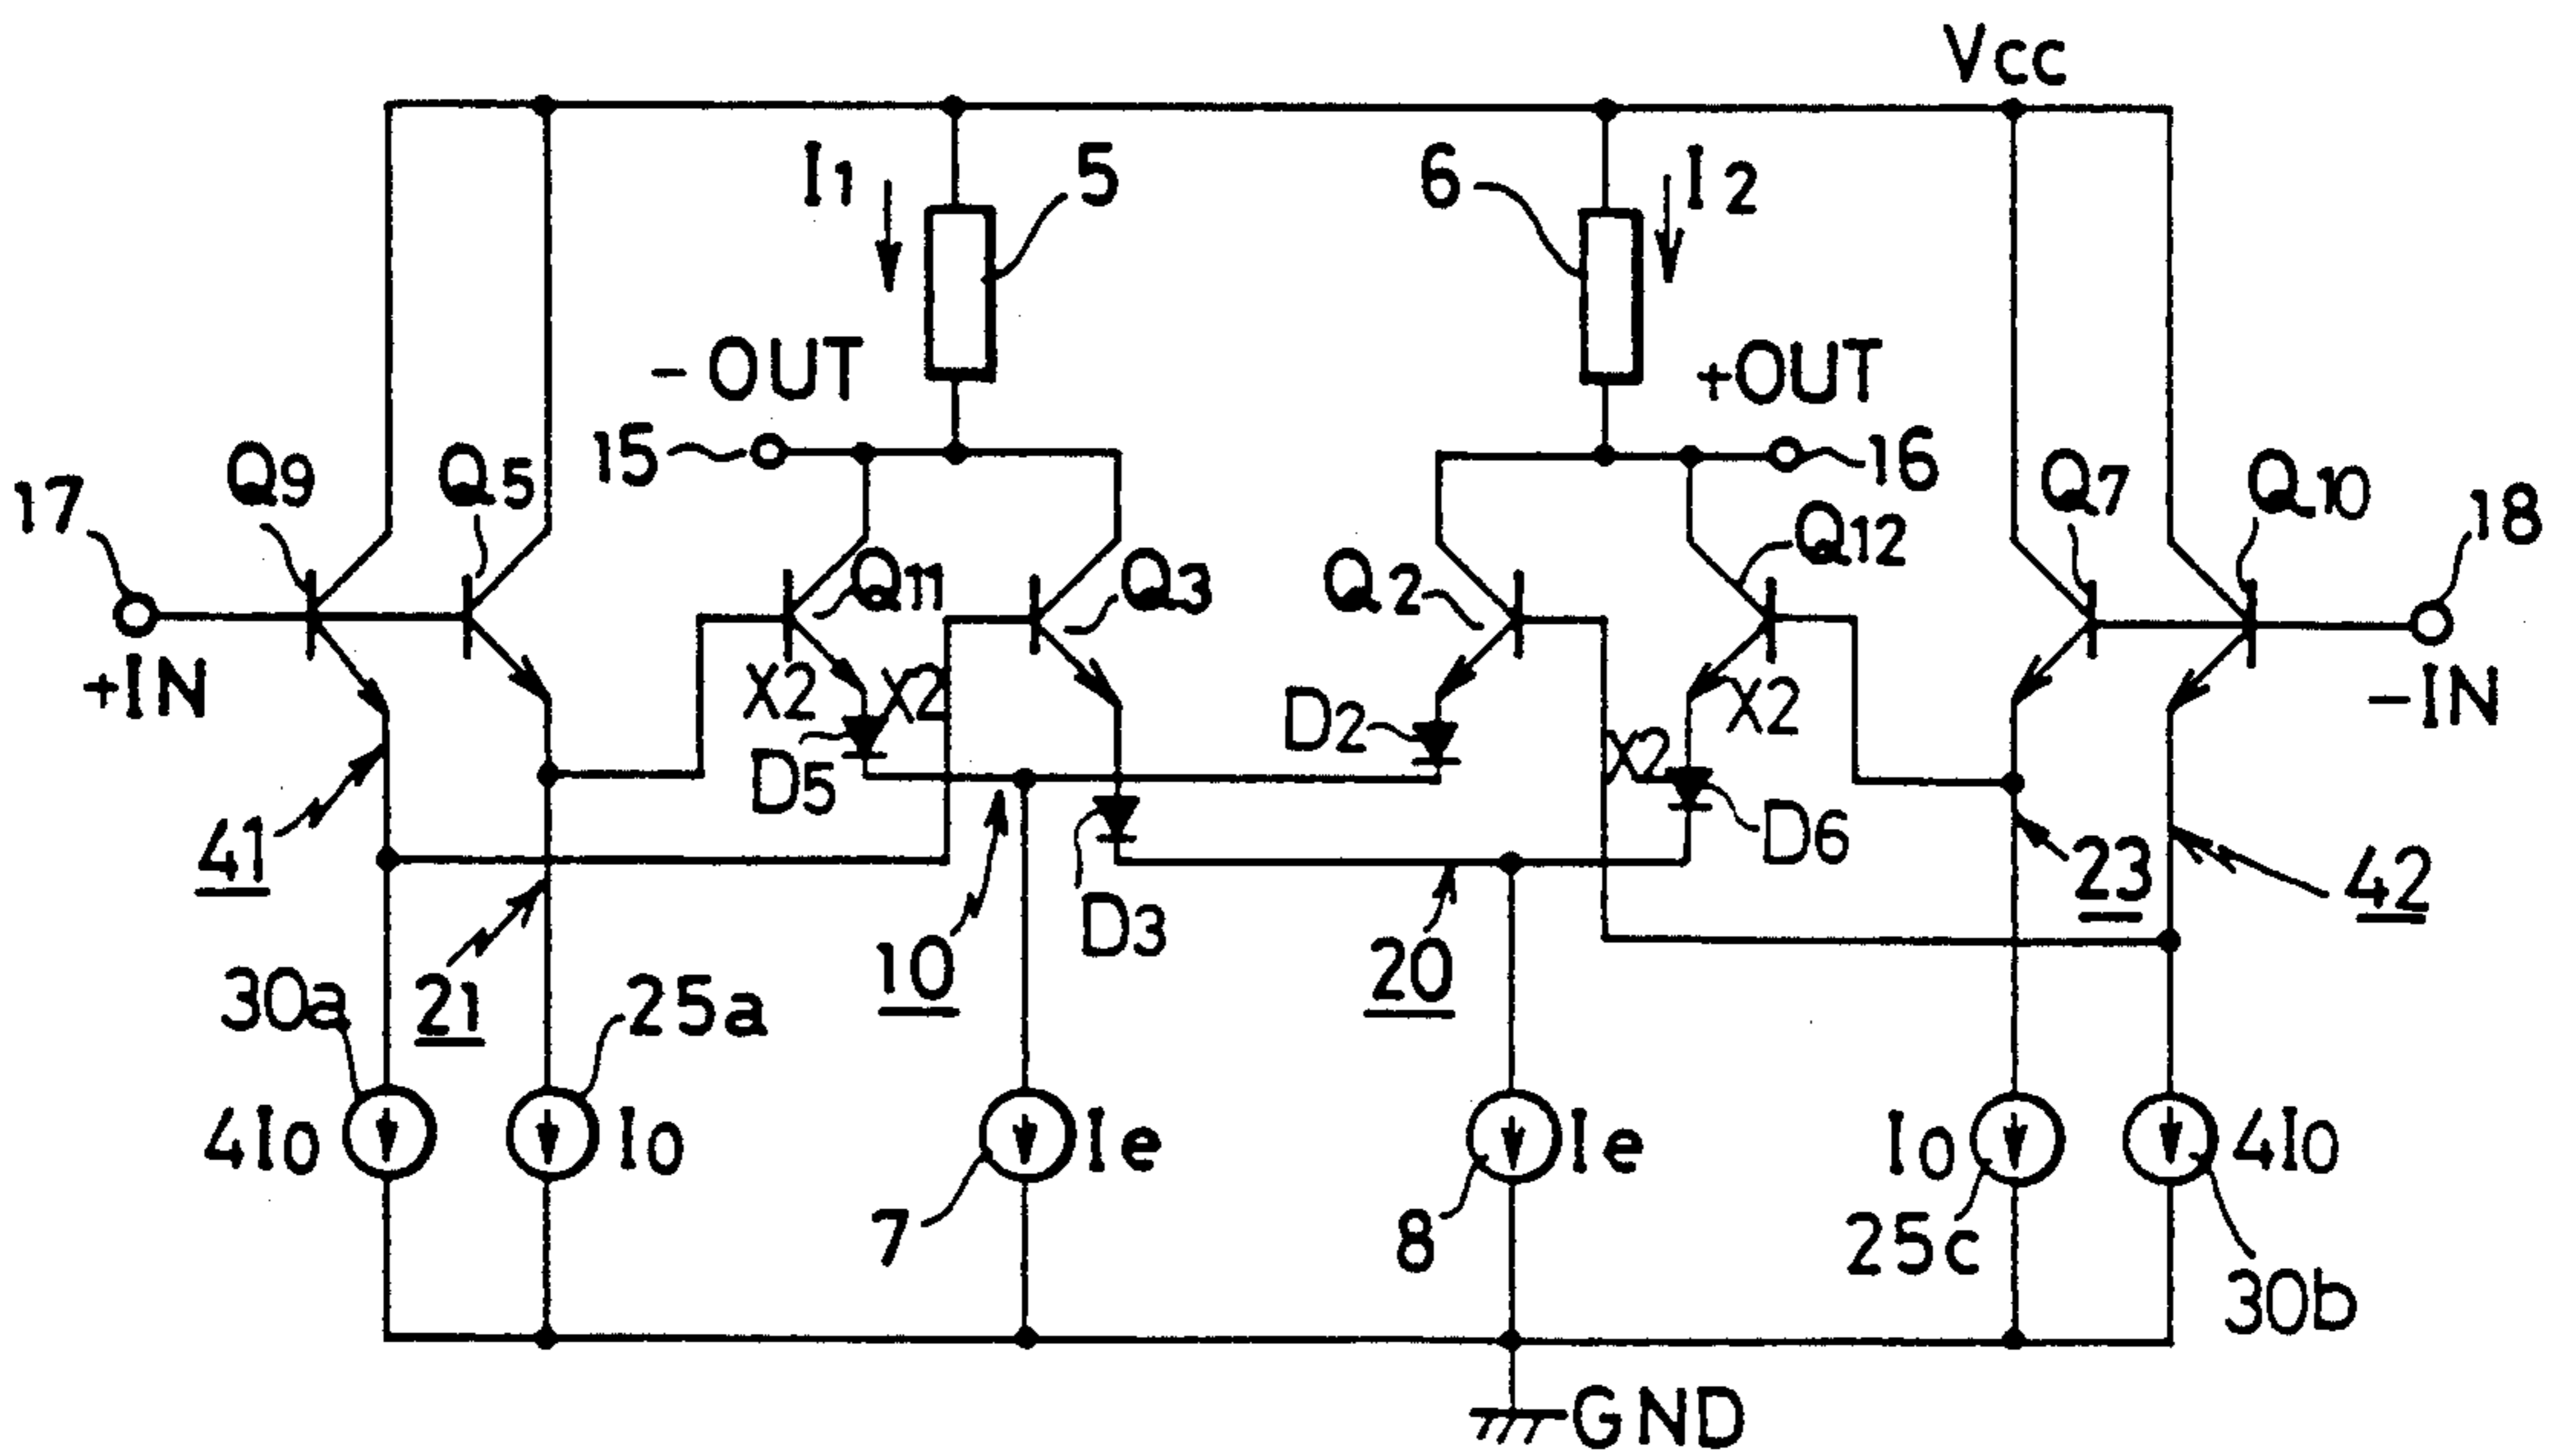 Vcc
I1
5
6
I2
- OUT
+OUT
15
16
17
Q9
Q5
Q7
Q10
18
Q11
Q3
Q2
Q12
+IN
X2
X2
D2
X2
X2
-IN
D5
D6
41
D3
23
42
30a
21
25a
10
20
4I0
I0
Ie
Ie
I0
4I0
7
8
25c
30b
GND